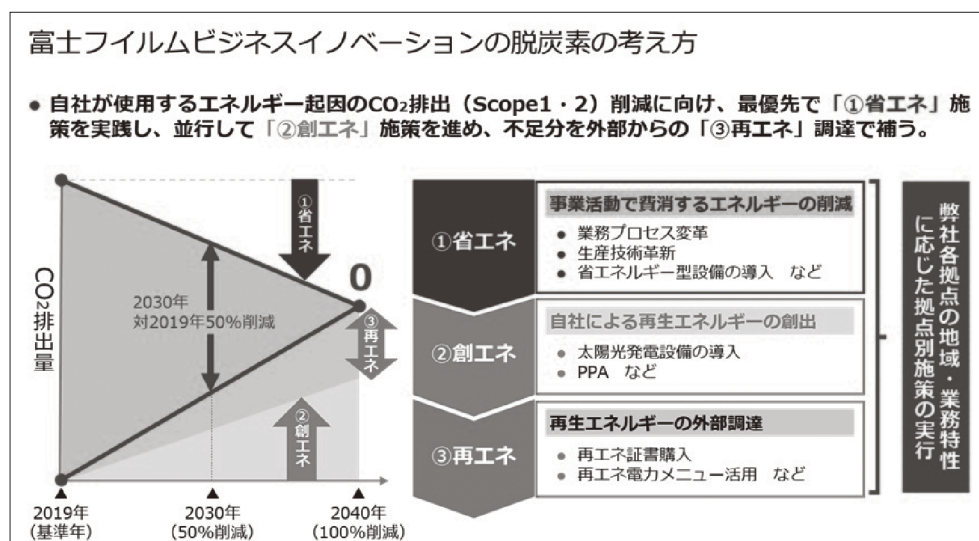 富士フイルムビジネスイノベーションの脱炭素の考え方
● 自社が使用するエネルギー起因のCO₂排出（Scope1・2）削減に向け、最優先で「①省エネ」施
策を実践し、並行して「②創エネ」施策を進め、不足分を外部からの「③再エネ」調達で補う。
CO₂排出量
①省エネ
0
2030年
対2019年50%削減
③再エネ
②創エネ
2019年
(基準年)
2030年
(50%削減)
2040年
(100%削減)
①省エネ
事業活動で費消するエネルギーの削減
● 業務プロセス変革
● 生産技術革新
● 省エネルギー型設備の導入　など
②創エネ
自社による再生エネルギーの創出
● 太陽光発電設備の導入
● PPA　など
③再エネ
再生エネルギーの外部調達
● 再エネ証書購入
● 再エネ電力メニュー活用　など
弊社各拠点の地域・業務特性
に応じた拠点別施策の実行